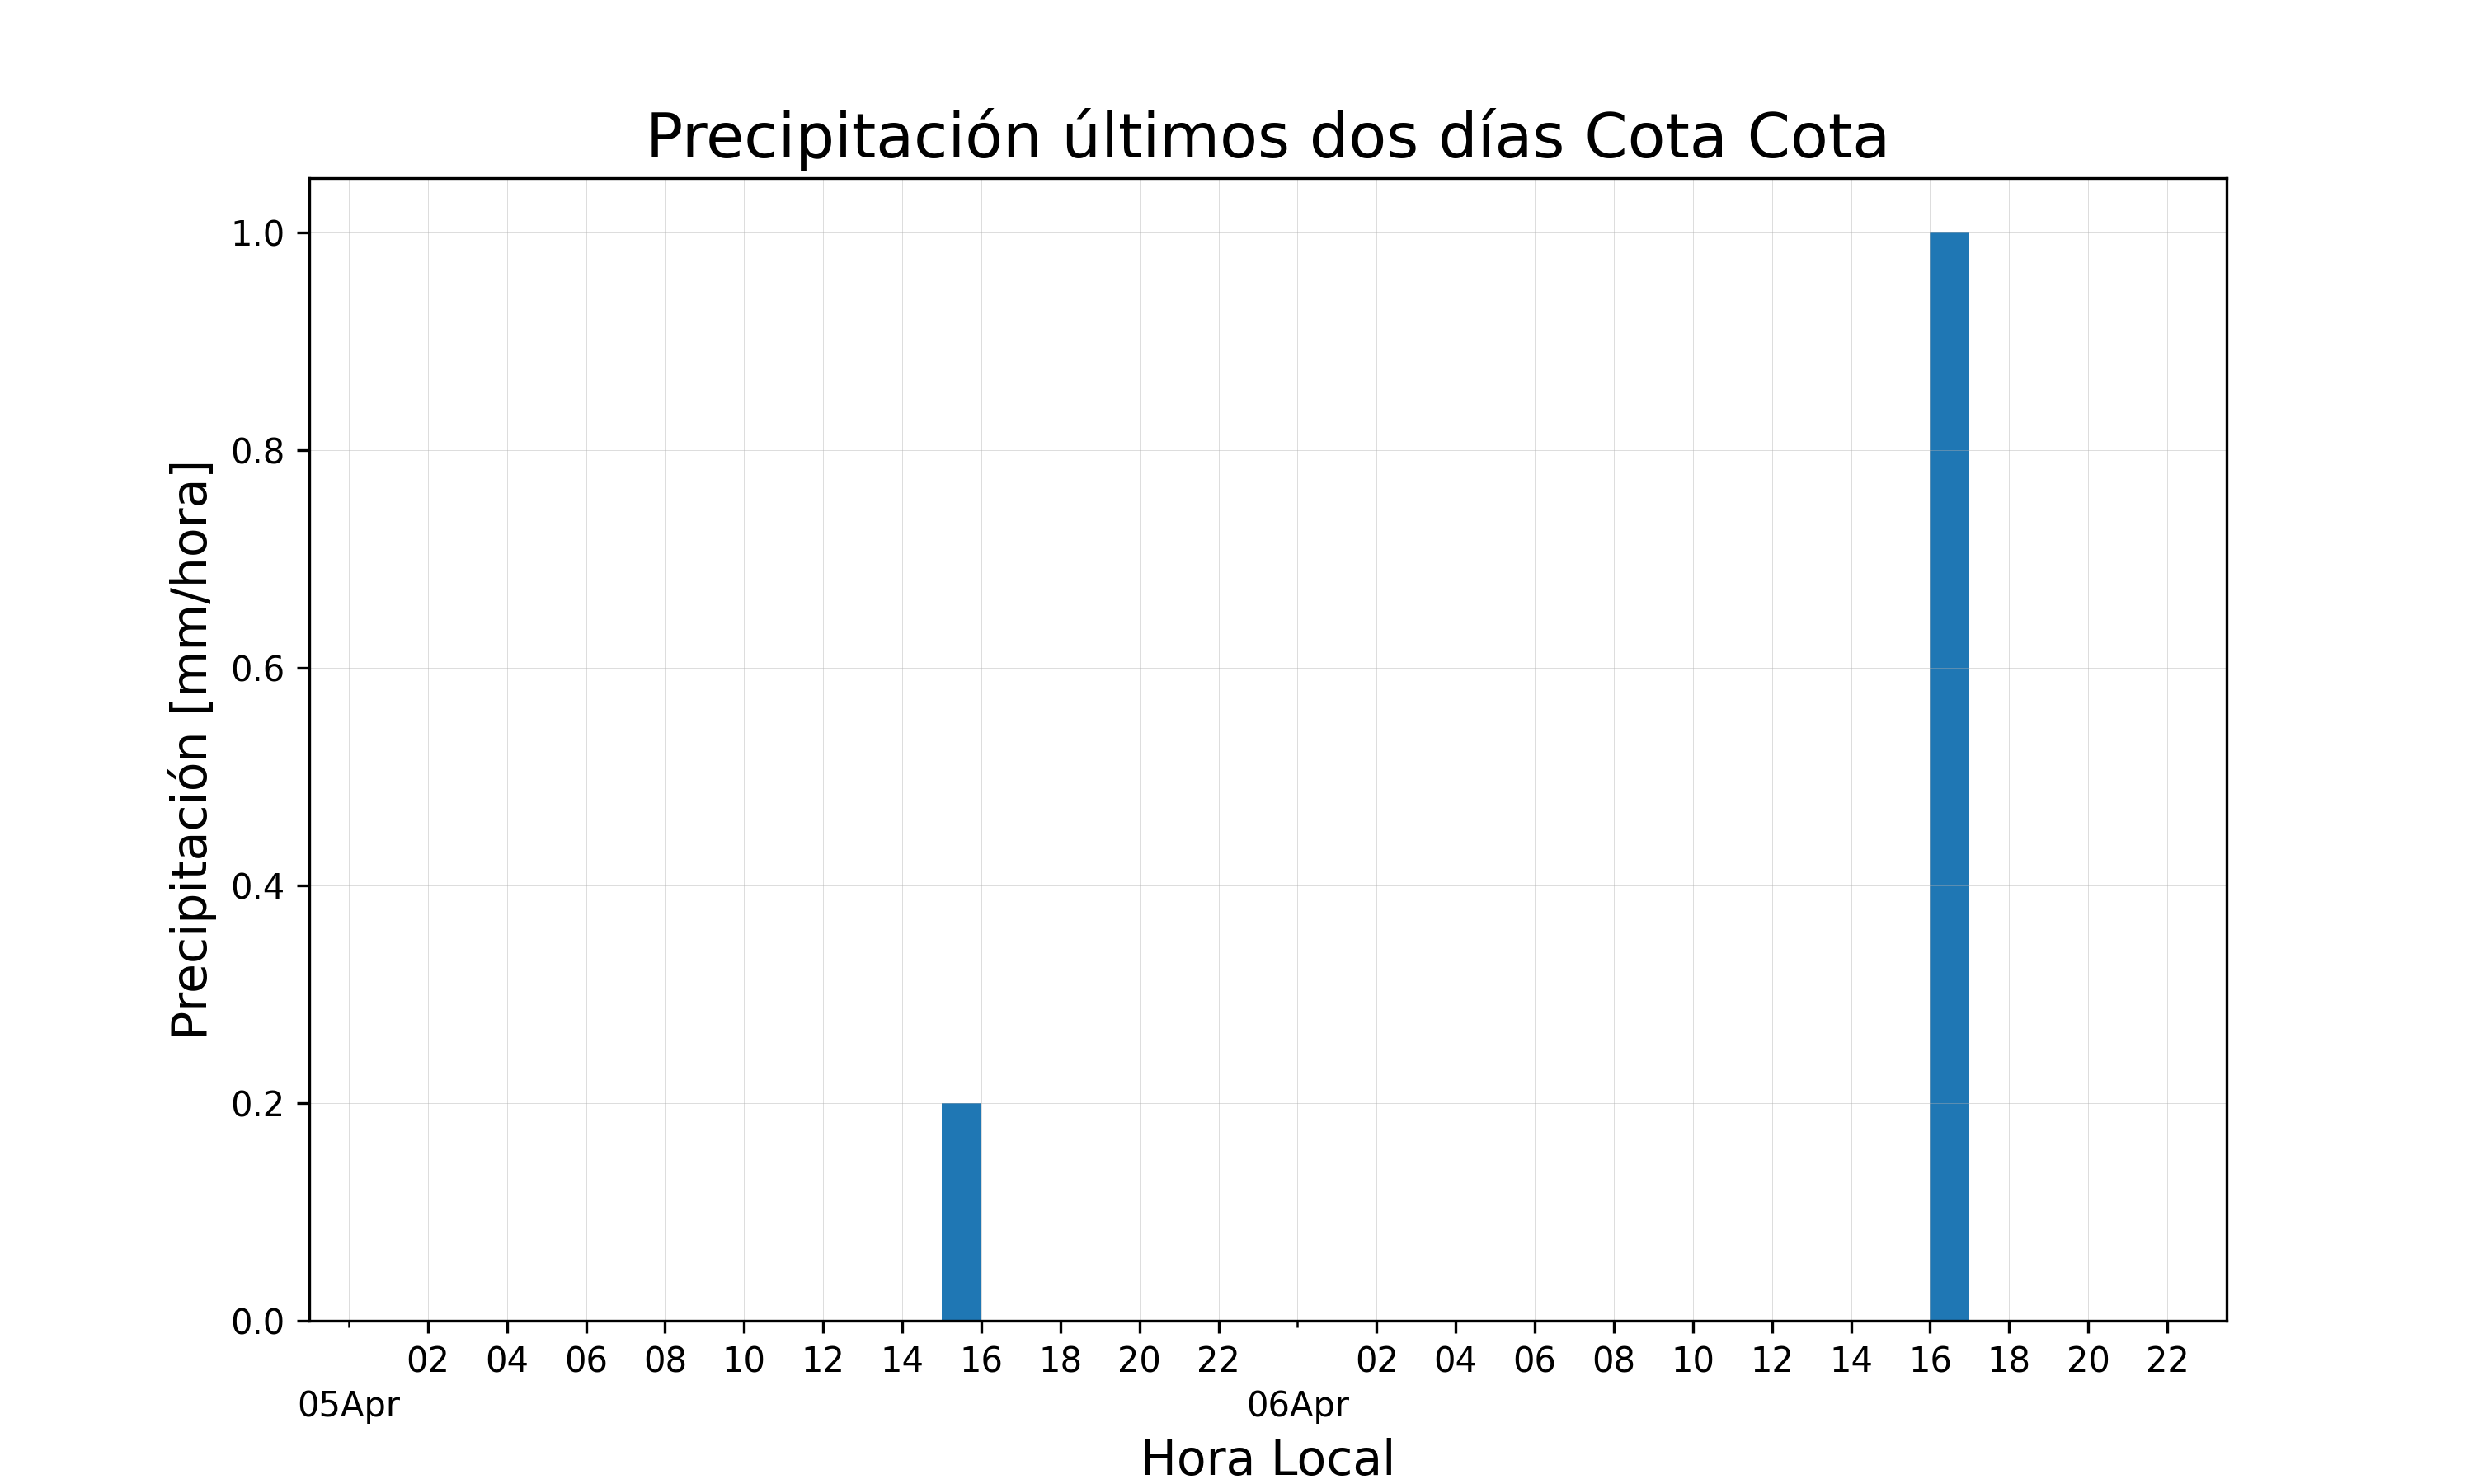 Precipitación últimos dos días Cota Cota
Precipitación [mm/hora]
1.0
0.8
0.6
0.4
0.2
0.0
02 04 06 08 10 12 14 16 18 20 22 02 04 06 08 10 12 14 16 18 20 22
05Apr 06Apr
Hora Local